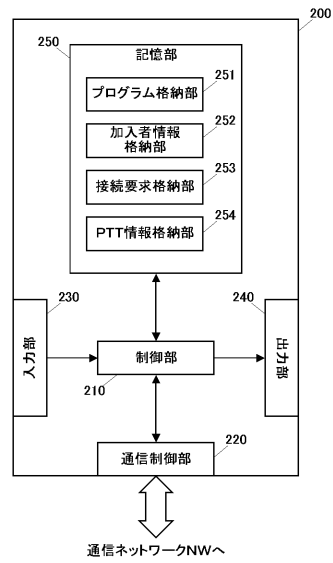 200
250
記憶部
251
プログラム格納部
252
加入者情報
格納部
253
接続要求格納部
254
PTT情報格納部
230
入力部
240
出力部
制御部
210
220
通信制御部
通信ネットワークNWへ